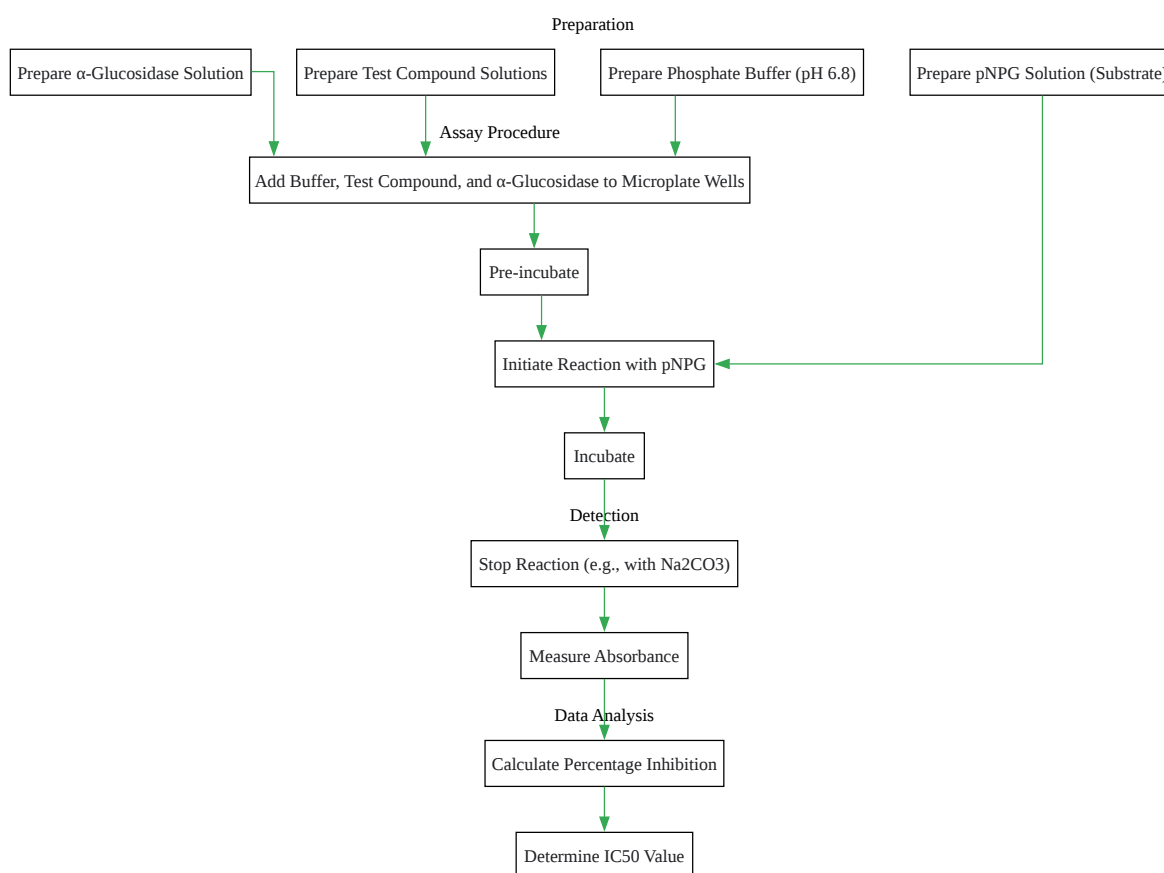 Preparation
Prepare α-Glucosidase Solution
Prepare Test Compound Solutions
Prepare Phosphate Buffer (pH 6.8)
Prepare pNPG Solution (Substrate)
Assay Procedure
Add Buffer, Test Compound, and α-Glucosidase to Microplate Wells
Pre-incubate
Initiate Reaction with pNPG
Incubate
Detection
Stop Reaction (e.g., with Na2CO3)
Measure Absorbance
Data Analysis
Calculate Percentage Inhibition
Determine IC50 Value